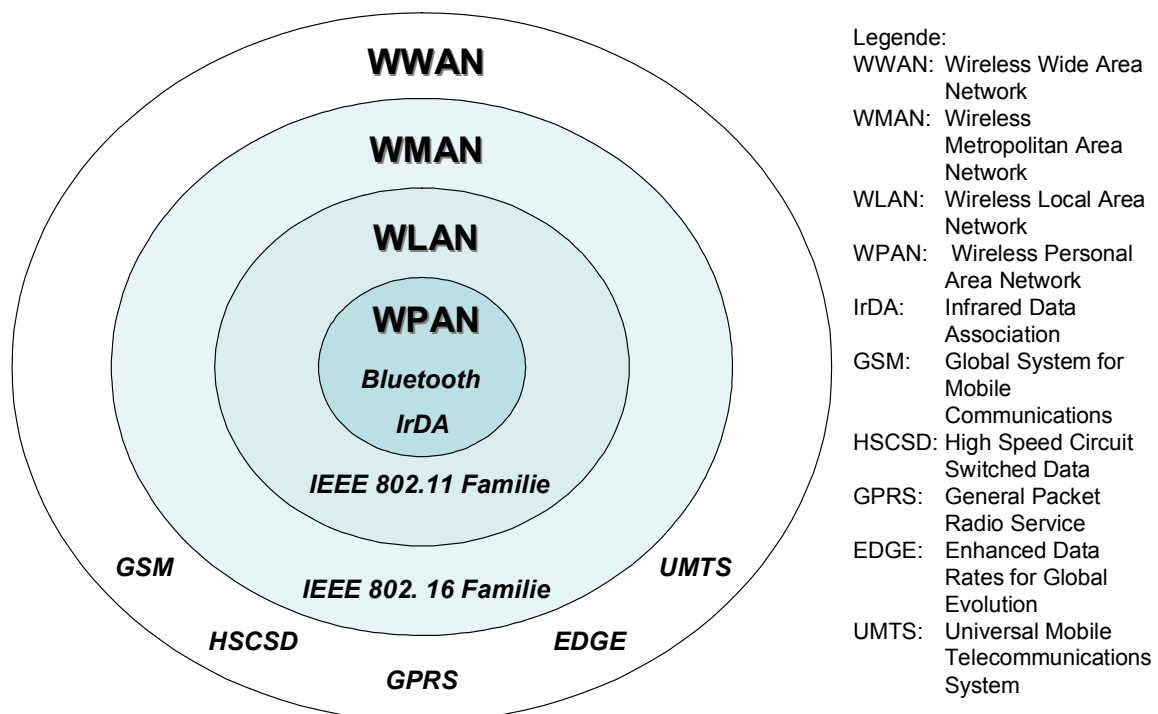 WWAN
WMAN
WLAN
WPAN
Bluetooth
IrDA
IEEE 802.11 Familie
IEEE 802. 16 Familie
GSM
HSCSD
GPRS
EDGE
UMTS
Legende:
WWAN: Wireless Wide Area
Network
WMAN: Wireless
Metropolitan Area
Network
WLAN: Wireless Local Area
Network
WPAN: Wireless Personal
Area Network
IrDA: Infrared Data
Association
GSM: Global System for
Mobile
Communications
HSCSD: High Speed Circuit
Switched Data
GPRS: General Packet
Radio Service
EDGE: Enhanced Data
Rates for Global
Evolution
UMTS: Universal Mobile
Telecommunications
System